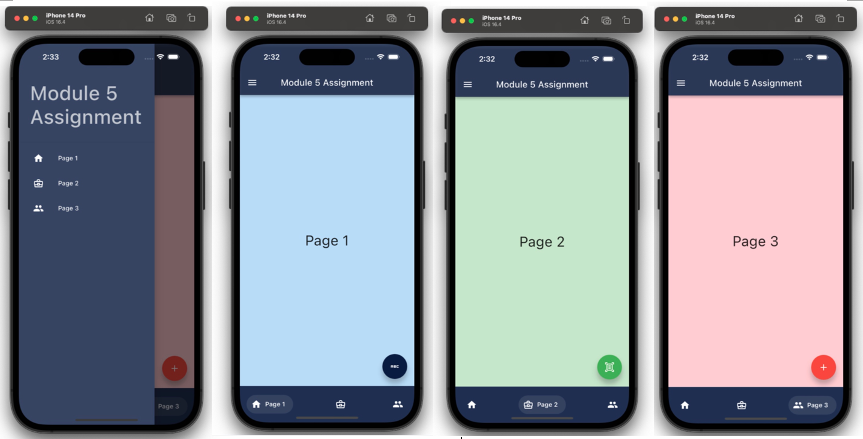 iPhone 14 Pro
iOS 16.4
2:33
Module 5
Assignment
Page 1
Page 2
Page 3
Page 3
iPhone 14 Pro
iOS 16.4
2:32
Module 5 Assignment
Page 1
REC
Page 1
iPhone 14 Pro
iOS 16.4
2:32
Module 5 Assignment
Page 2
Page 2
iPhone 14 Pro
iOS 16.4
2:32
Module 5 Assignment
Page 3
Page 3